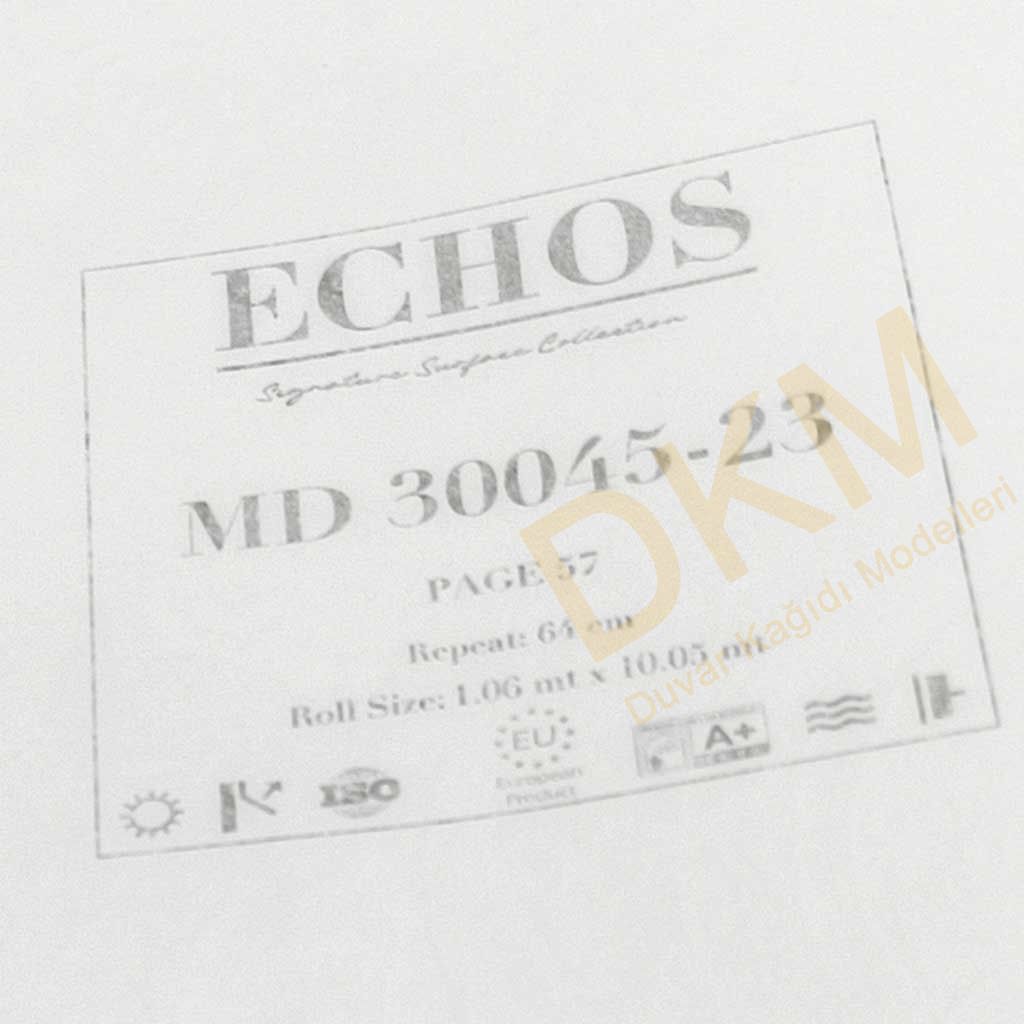 ECHOS
Signature Surface Collection
MD 30045-23
PAGE 57
Repeat: 64 cm
Roll Size: 1.06 mt x 10.05 mt
EU
European
Product
ISO
A+
DKM
Duvar Kağıdı Modelleri